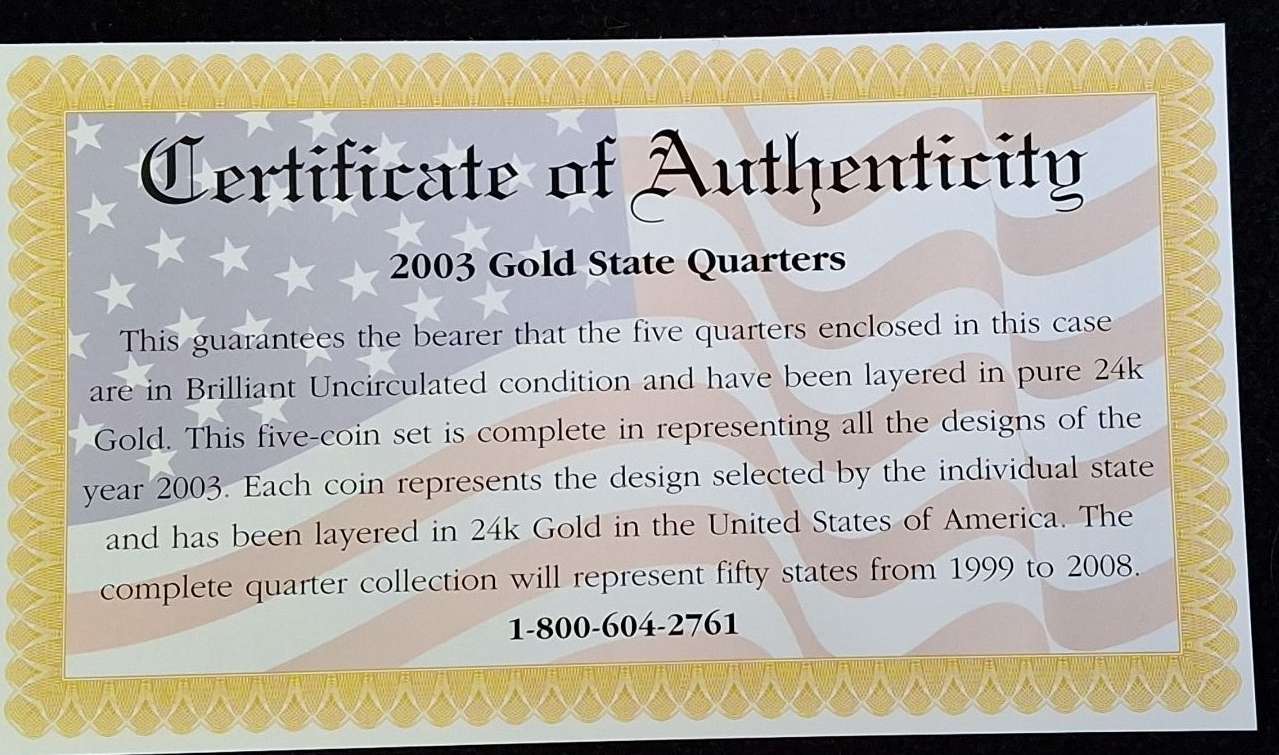 Certificate of Authenticity
2003 Gold State Quarters
This guarantees the bearer that the five quarters enclosed in this case
are in Brilliant Uncirculated condition and have been layered in pure 24k
Gold. This five-coin set is complete in representing all the designs of the
year 2003. Each coin represents the design selected by the individual state
and has been layered in 24k Gold in the United States of America. The
complete quarter collection will represent fifty states from 1999 to 2008.
1-800-604-2761